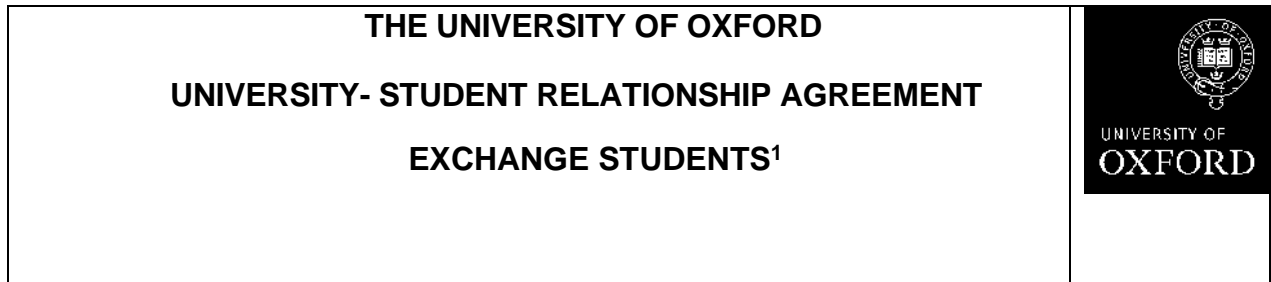 THE UNIVERSITY OF OXFORD
UNIVERSITY- STUDENT RELATIONSHIP AGREEMENT
EXCHANGE STUDENTS¹
UNIVERSITY OF
OXFORD